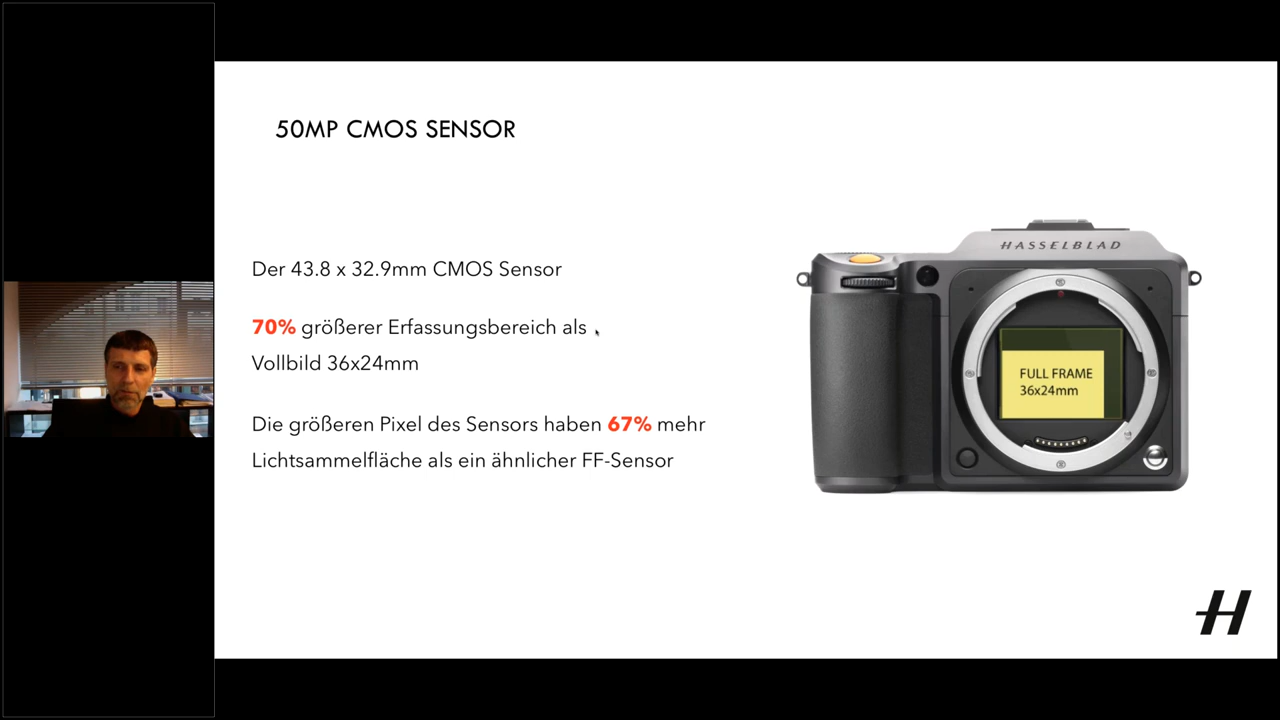 50MP CMOS SENSOR
Der 43.8 x 32.9mm CMOS Sensor
70% größerer Erfassungsbereich als
Vollbild 36x24mm
Die größeren Pixel des Sensors haben 67% mehr
Lichtsammelfläche als ein ähnlicher FF-Sensor
HASSELBLAD
FULL FRAME
36x24mm
H